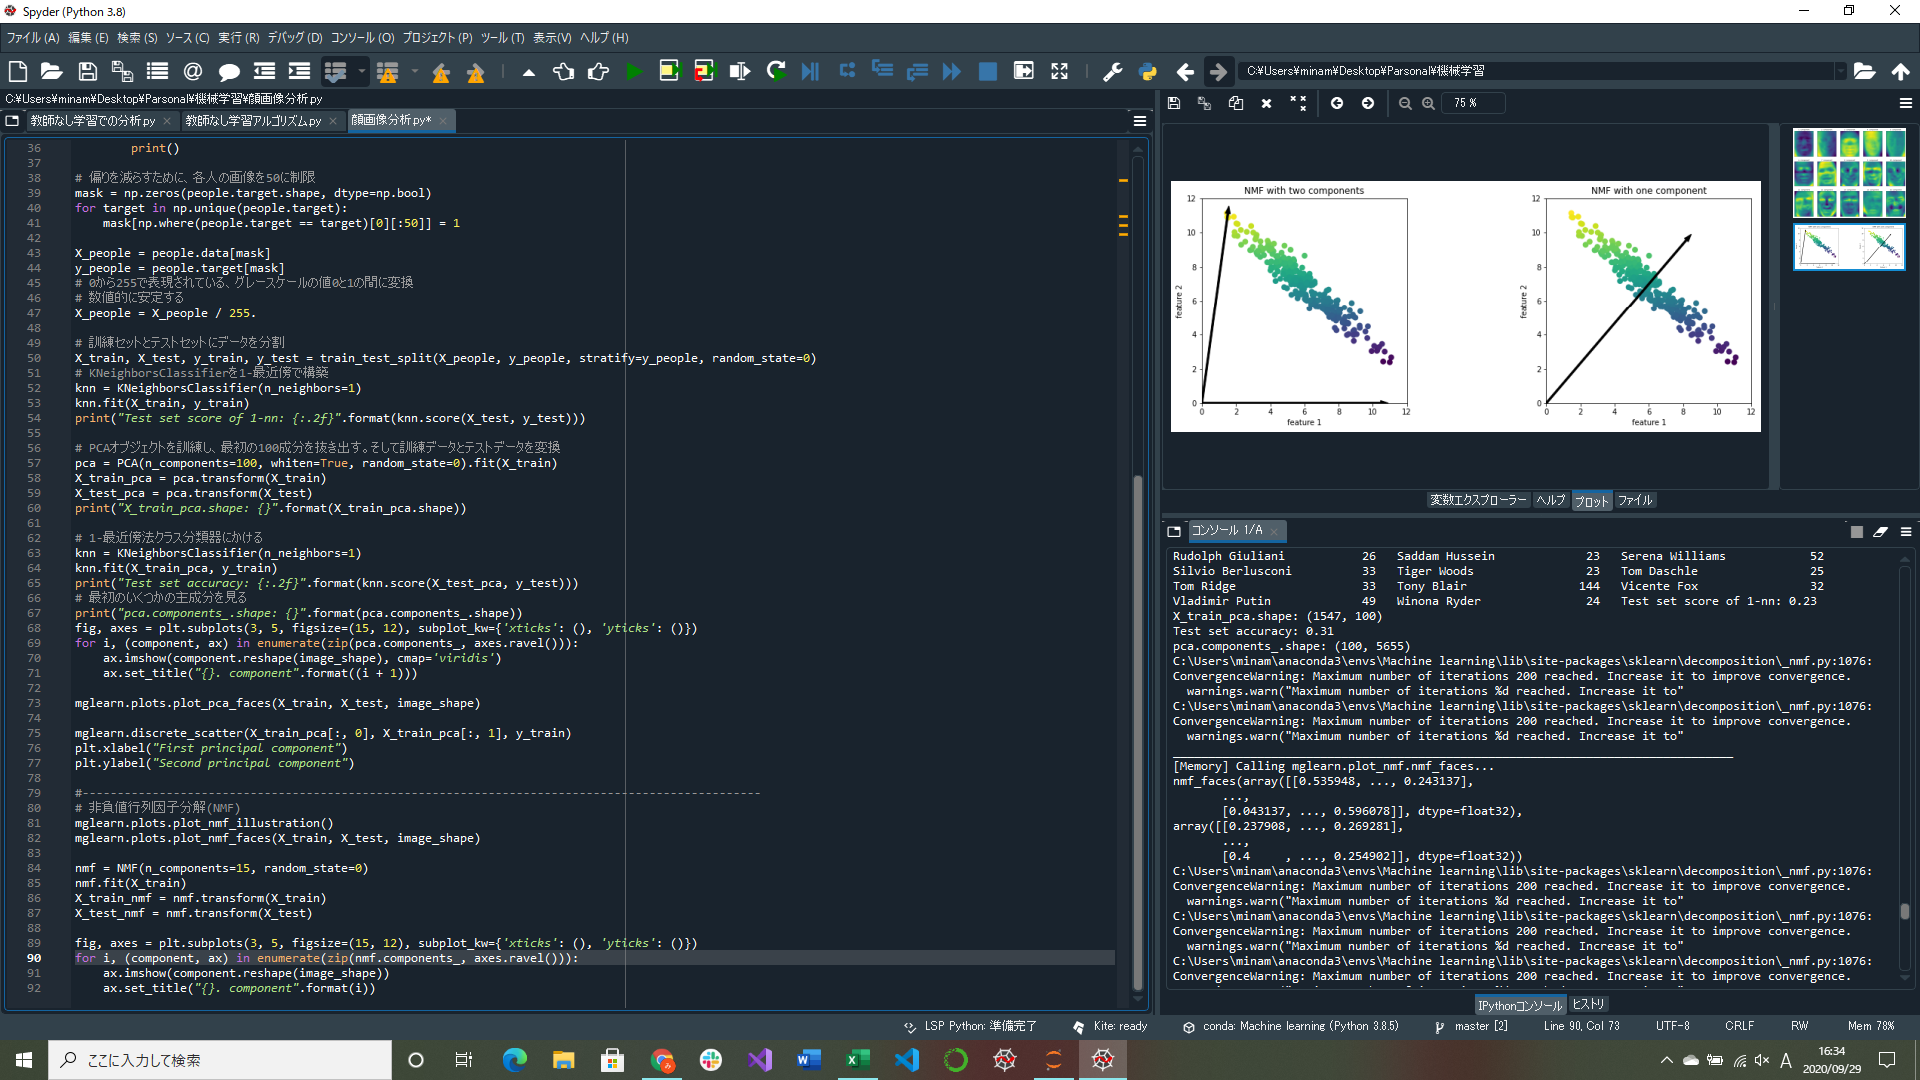 Spyder (Python 3.8)
ファイル (A) 編集 (E) 検索 (S) ソース (C) 実行 (R) デバッグ (D) コンソール (O) プロジェクト (P) ツール (T) 表示(V) ヘルプ (H)
C:¥Users¥minam¥Desktop¥Parsonal¥機械学習
C:¥Users¥minam¥Desktop¥Parsonal¥機械学習¥顔画像分析.py
教師なし学習での分析.py
教師なし学習アルゴリズム.py
顔画像分析.py*
36 print()
37
38 # 偏りを減らすために、各人の画像を50に制限
39 mask = np.zeros(people.target.shape, dtype=np.bool)
40 for target in np.unique(people.target):
41 mask[np.where(people.target == target)[0][:50]] = 1
42
43 X_people = people.data[mask]
44 y_people = people.target[mask]
45 # 0から255で表現されている、グレースケールの値0と1の間に変換
46 # 数値的に安定する
47 X_people = X_people / 255.
48
49 # 訓練セットとテストセットにデータを分割
50 X_train, X_test, y_train, y_test = train_test_split(X_people, y_people, stratify=y_people, random_state=0)
51 # KNeighborsClassifierを1-最近傍で構築
52 knn = KNeighborsClassifier(n_neighbors=1)
53 knn.fit(X_train, y_train)
54 print("Test set score of 1-nn: {:.2f}".format(knn.score(X_test, y_test)))
55
56 # PCAオブジェクトを訓練し、最初の100成分を抜き出す。そして訓練データとテストデータを変換
57 pca = PCA(n_components=100, whiten=True, random_state=0).fit(X_train)
58 X_train_pca = pca.transform(X_train)
59 X_test_pca = pca.transform(X_test)
60 print("X_train_pca.shape: {}".format(X_train_pca.shape))
61
62 # 1-最近傍法クラス分類器にかける
63 knn = KNeighborsClassifier(n_neighbors=1)
64 knn.fit(X_train_pca, y_train)
65 print("Test set accuracy: {:.2f}".format(knn.score(X_test_pca, y_test)))
66 # 最初のいくつかの主成分を見る
67 print("pca.components_.shape: {}".format(pca.components_.shape))
68 fig, axes = plt.subplots(3, 5, figsize=(15, 12), subplot_kw={'xticks': (), 'yticks': ()})
69 for i, (component, ax) in enumerate(zip(pca.components_, axes.ravel())):
70 ax.imshow(component.reshape(image_shape), cmap='viridis')
71 ax.set_title("{}. component".format((i + 1)))
72
73 mglearn.plots.plot_pca_faces(X_train, X_test, image_shape)
74
75 mglearn.discrete_scatter(X_train_pca[:, 0], X_train_pca[:, 1], y_train)
76 plt.xlabel("First principal component")
77 plt.ylabel("Second principal component")
78
79 #---------------------------------------------------------------------------------------------------
80 # 非負値行列因子分解(NMF)
81 mglearn.plots.plot_nmf_illustration()
82 mglearn.plots.plot_nmf_faces(X_train, X_test, image_shape)
83
84 nmf = NMF(n_components=15, random_state=0)
85 nmf.fit(X_train)
86 X_train_nmf = nmf.transform(X_train)
87 X_test_nmf = nmf.transform(X_test)
88
89 fig, axes = plt.subplots(3, 5, figsize=(15, 12), subplot_kw={'xticks': (), 'yticks': ()})
90 for i, (component, ax) in enumerate(zip(nmf.components_, axes.ravel())):
91 ax.imshow(component.reshape(image_shape))
92 ax.set_title("{}. component".format(i))
75 %
NMF with two components
12
10
8
6
4
2
0
feature 2
0 2 4 6 8 10 12
feature 1
NMF with one component
12
10
8
6
4
2
0
feature 2
0 2 4 6 8 10 12
feature 1
変数エクスプローラー ヘルプ プロット ファイル
コンソール 1/A
Rudolph Giuliani 26 Saddam Hussein 23 Serena Williams 52
Silvio Berlusconi 33 Tiger Woods 23 Tom Daschle 25
Tom Ridge 33 Tony Blair 144 Vicente Fox 32
Vladimir Putin 49 Winona Ryder 24 Test set score of 1-nn: 0.23
X_train_pca.shape: (1547, 100)
Test set accuracy: 0.31
pca.components_.shape: (100, 5655)
C:\Users\minam\anaconda3\envs\Machine learning\lib\site-packages\sklearn\decomposition\_nmf.py:1076:
ConvergenceWarning: Maximum number of iterations 200 reached. Increase it to improve convergence.
warnings.warn("Maximum number of iterations %d reached. Increase it to"
C:\Users\minam\anaconda3\envs\Machine learning\lib\site-packages\sklearn\decomposition\_nmf.py:1076:
ConvergenceWarning: Maximum number of iterations 200 reached. Increase it to improve convergence.
warnings.warn("Maximum number of iterations %d reached. Increase it to"
________________________________________________________________________________
[Memory] Calling mglearn.plot_nmf.nmf_faces...
nmf_faces(array([[0.535948, ..., 0.243137],
...,
[0.043137, ..., 0.596078]], dtype=float32),
array([[0.237908, ..., 0.269281],
...,
[0.4 , ..., 0.254902]], dtype=float32))
C:\Users\minam\anaconda3\envs\Machine learning\lib\site-packages\sklearn\decomposition\_nmf.py:1076:
ConvergenceWarning: Maximum number of iterations 200 reached. Increase it to improve convergence.
warnings.warn("Maximum number of iterations %d reached. Increase it to"
C:\Users\minam\anaconda3\envs\Machine learning\lib\site-packages\sklearn\decomposition\_nmf.py:1076:
ConvergenceWarning: Maximum number of iterations 200 reached. Increase it to improve convergence.
warnings.warn("Maximum number of iterations %d reached. Increase it to"
C:\Users\minam\anaconda3\envs\Machine learning\lib\site-packages\sklearn\decomposition\_nmf.py:1076:
ConvergenceWarning: Maximum number of iterations 200 reached. Increase it to improve convergence.
IPythonコンソール ヒストリ
LSP Python: 準備完了 Kite: ready conda: Machine learning (Python 3.8.5) master [2] Line 90, Col 73 UTF-8 CRLF RW Mem 78%
ここに入力して検索
A
16:34
2020/09/29